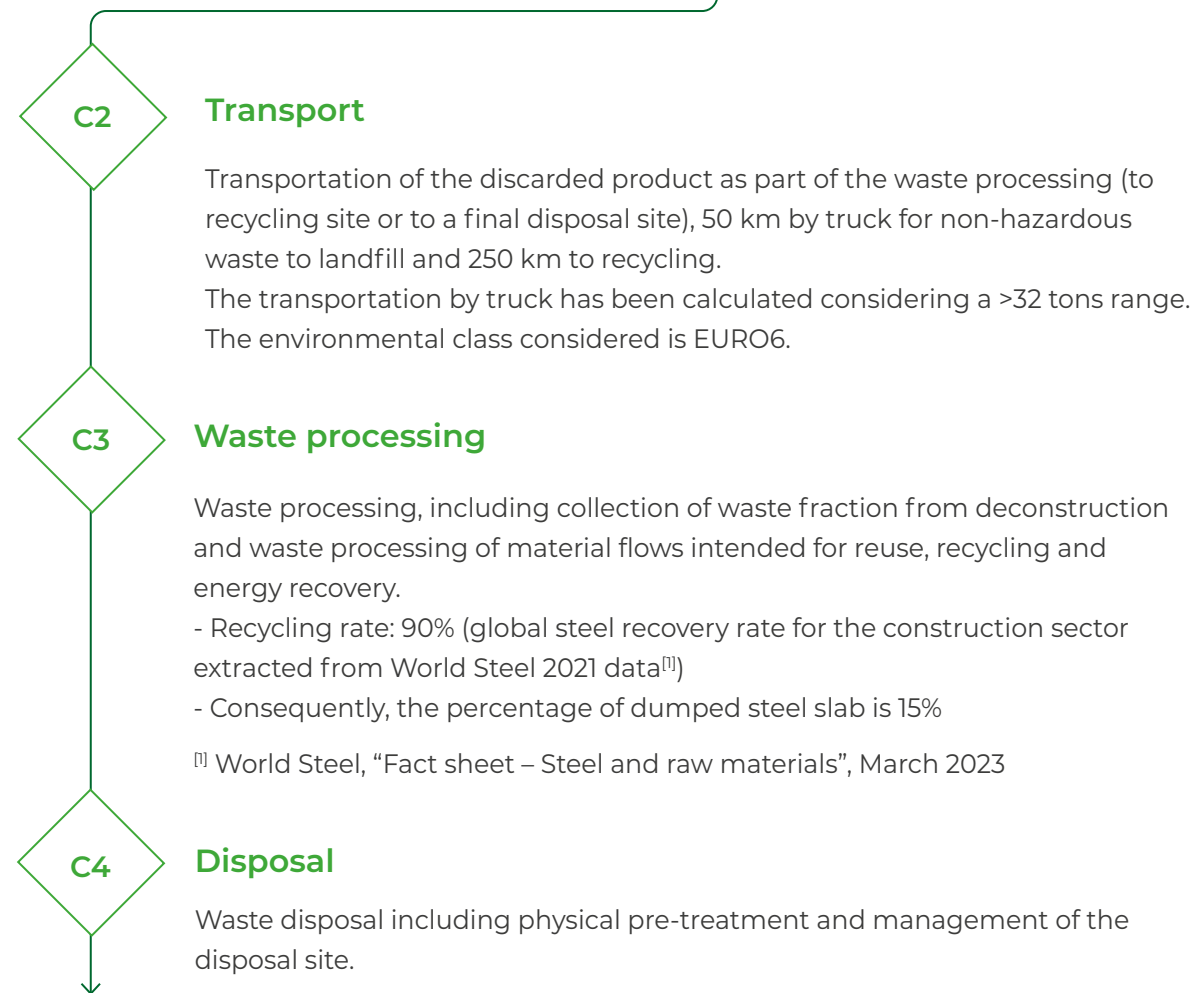 C2
Transport
Transportation of the discarded product as part of the waste processing (to
recycling site or to a final disposal site), 50 km by truck for non-hazardous
waste to landfill and 250 km to recycling.
The transportation by truck has been calculated considering a >32 tons range.
The environmental class considered is EURO6.
C3
Waste processing
Waste processing, including collection of waste fraction from deconstruction
and waste processing of material flows intended for reuse, recycling and
energy recovery.
- Recycling rate: 90% (global steel recovery rate for the construction sector
extracted from World Steel 2021 data[1])
- Consequently, the percentage of dumped steel slab is 15%
[1] World Steel, “Fact sheet – Steel and raw materials”, March 2023
C4
Disposal
Waste disposal including physical pre-treatment and management of the
disposal site.